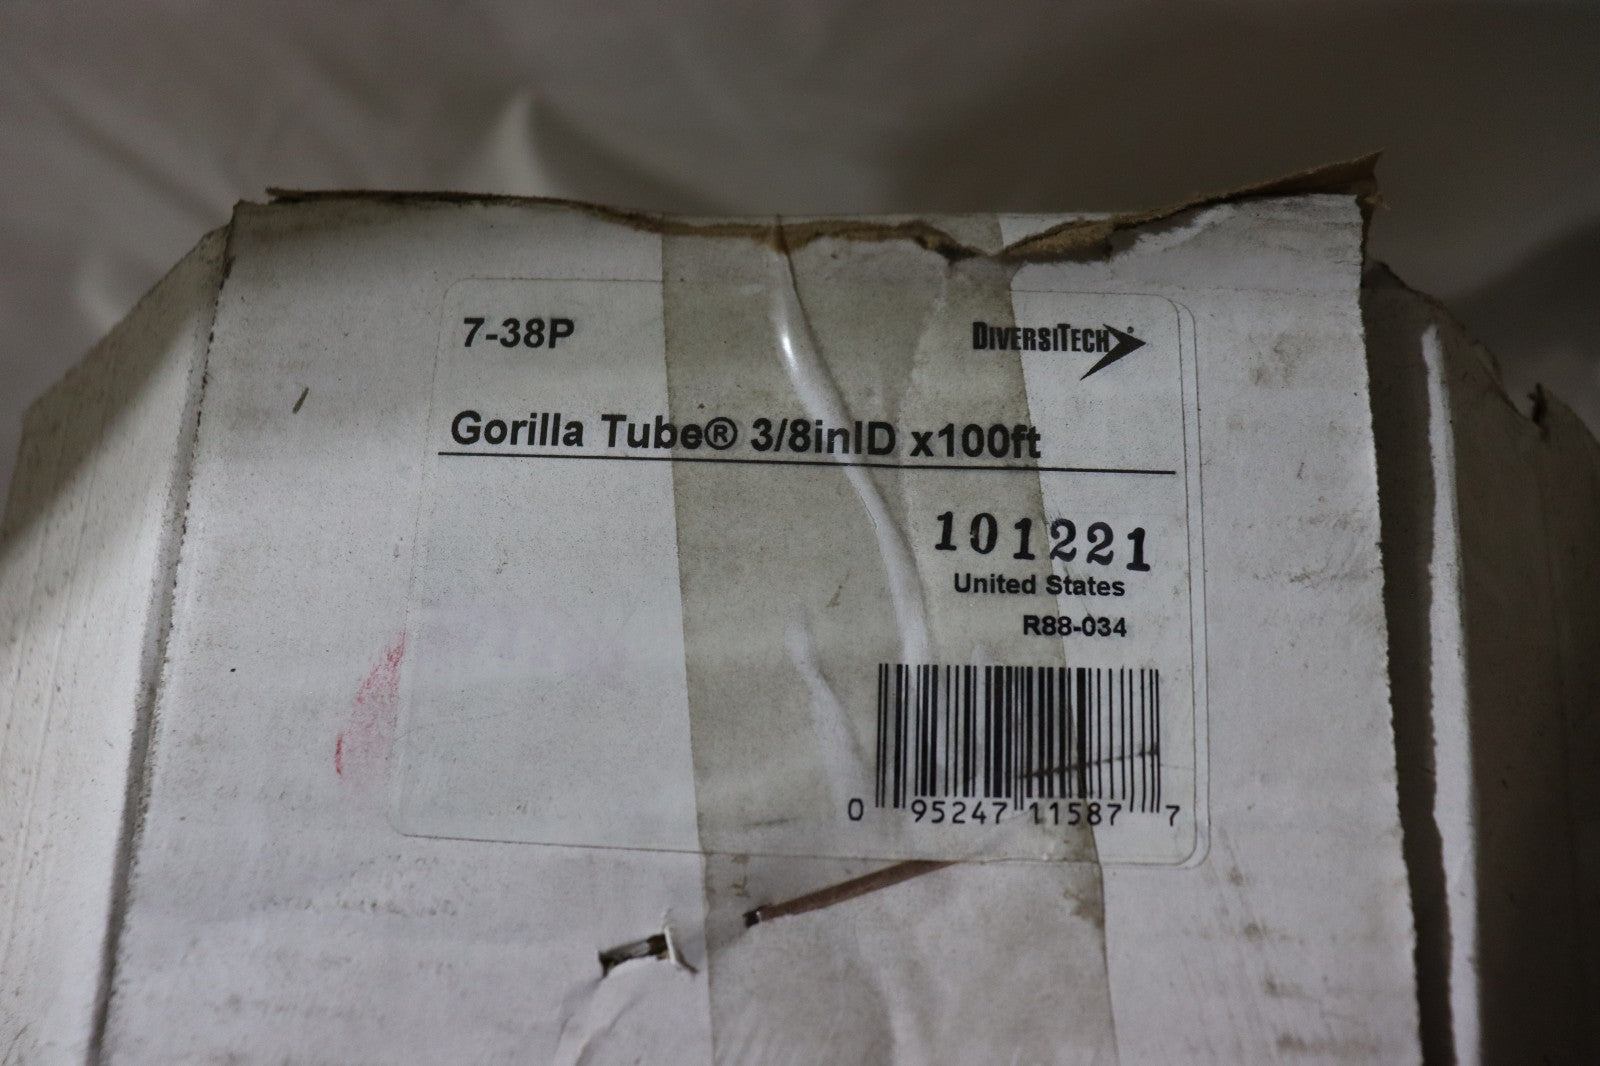 7-38P
DIVERSITECH®
Gorilla Tube® 3/8inID x100ft
101221
United States
R88-034
0 95247 11587 7